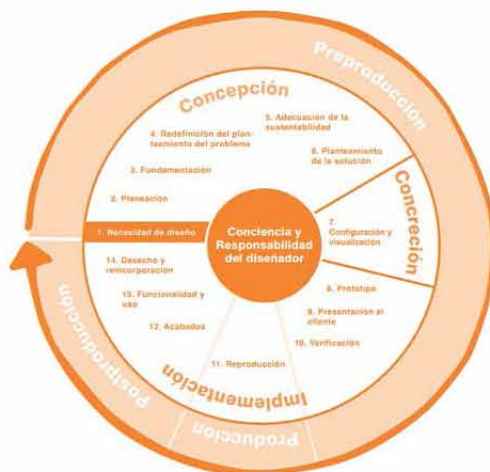 Preproducción
Concepción
5. Adecuación de la
sustentabilidad
4. Redefinición del plan-
teamiento del problema
6. Planteamiento
de la solución
3. Fundamentación
2. Planeación
1. Necesidad de diseño
Conciencia y
Responsabilidad
del diseñador
Concreción
7
Configuración y
visualización
14. Desecho y
reincorporación
8. Prototipo
13. Funcionalidad y
uso
9. Presentación al
cliente
12. Acabados
10. Verificación
11. Reproducción
Implementación
Postproducción
Producción